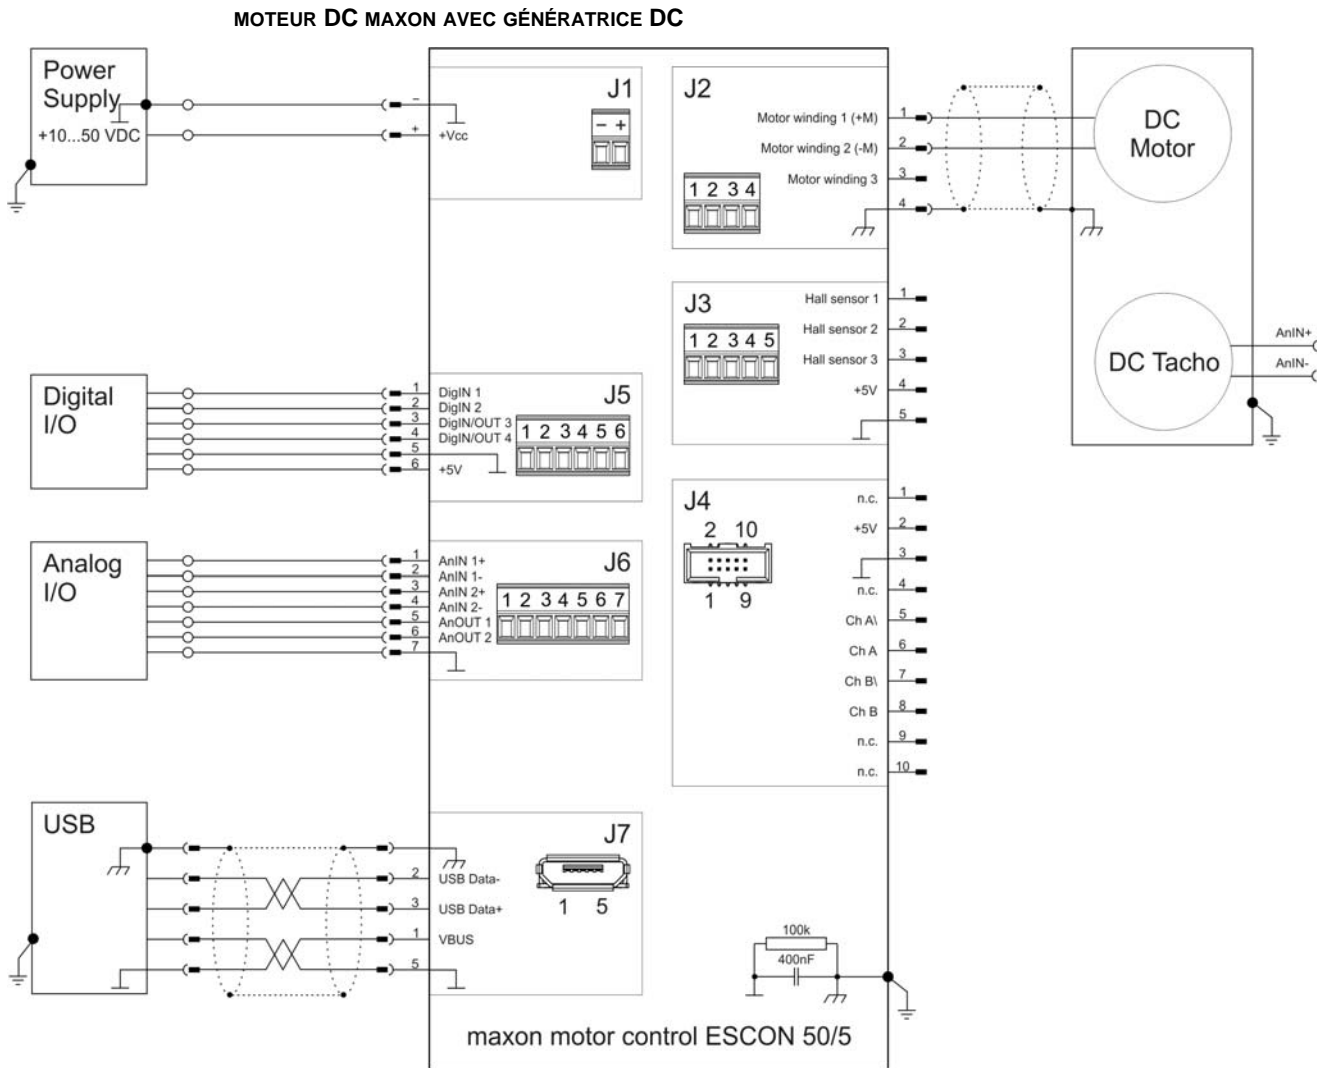 MOTEUR DC MAXON AVEC GÉNÉRATRICE DC
Power
Supply
+10...50 VDC
−
+
+Vcc
J1
− +
J2
Motor winding 1 (+M) 1
Motor winding 2 (-M) 2
Motor winding 3 3
4
1 2 3 4
DC
Motor
J3
Hall sensor 1 1
Hall sensor 2 2
Hall sensor 3 3
+5V 4
5
1 2 3 4 5
DC Tacho
AnIN+
AnIN-
Digital
I/O
1 DigIN 1
2 DigIN 2
3 DigIN/OUT 3
4 DigIN/OUT 4
5
6 +5V
J5
1 2 3 4 5 6
J4
2 10
1 9
n.c. 1
+5V 2
3
n.c. 4
Ch A\ 5
Ch A 6
Ch B\ 7
Ch B 8
n.c. 9
n.c. 10
Analog
I/O
1 AnIN 1+
2 AnIN 1-
3 AnIN 2+
4 AnIN 2-
5 AnOUT 1
6 AnOUT 2
7
J6
1 2 3 4 5 6 7
USB
2 USB Data-
3 USB Data+
1 VBUS
5
J7
1 5
100k
400nF
maxon motor control ESCON 50/5